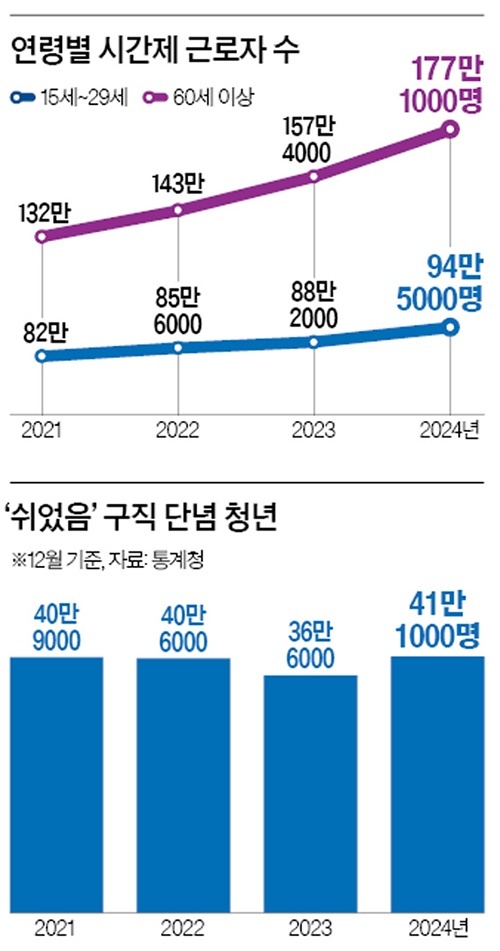 연령별 시간제 근로자 수
15세~29세 60세 이상
132만
143만
157만
4000
177만
1000명
82만
85만
6000
88만
2000
94만
5000명
2021 2022 2023 2024년
‘쉬었음’ 구직 단념 청년
※12월 기준, 자료: 통계청
40만
9000
40만
6000
36만
6000
41만
1000명
2021 2022 2023 2024년